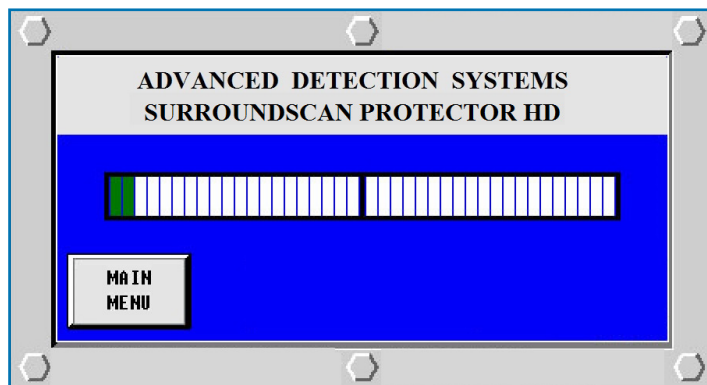 ADVANCED DETECTION SYSTEMS
SURROUNDSCAN PROTECTOR HD
MAIN
MENU